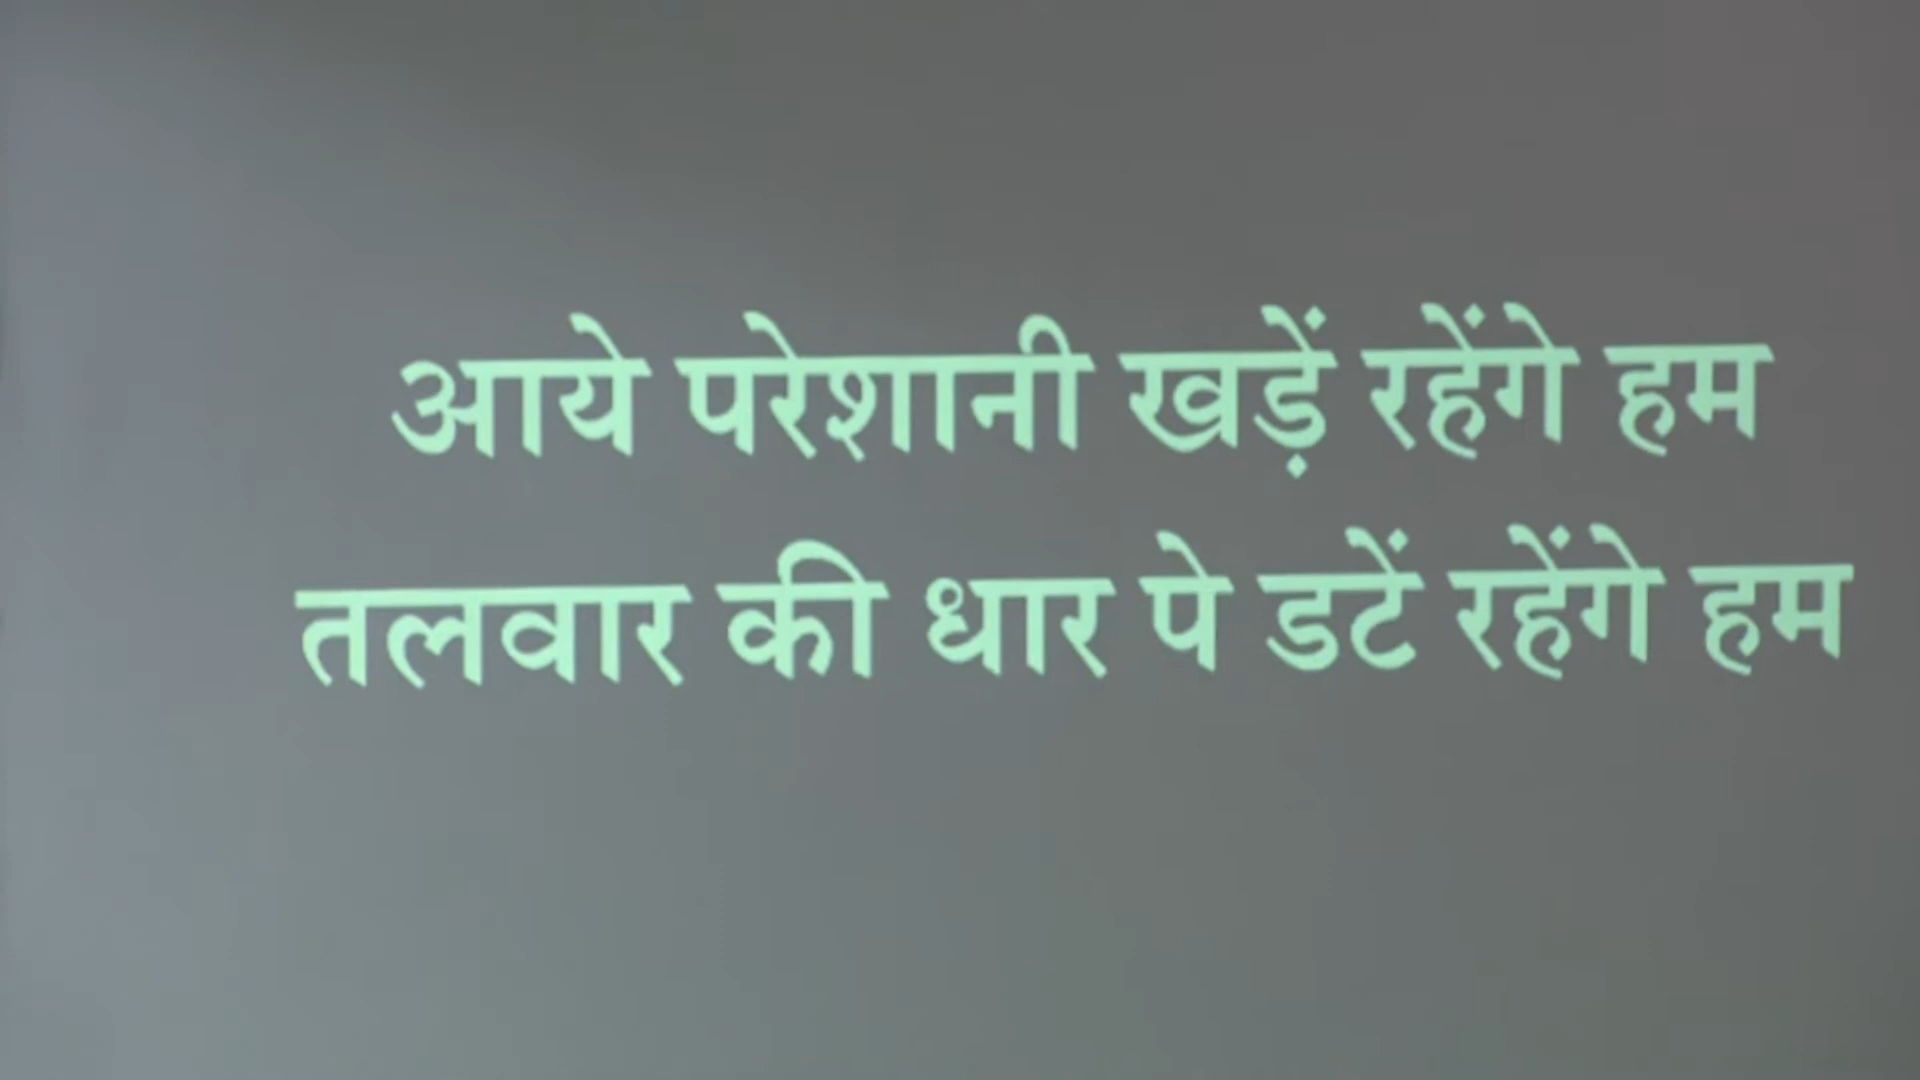 आये परेशानी खड़ें रहेंगे हम
तलवार की धार पे डटें रहेंगे हम